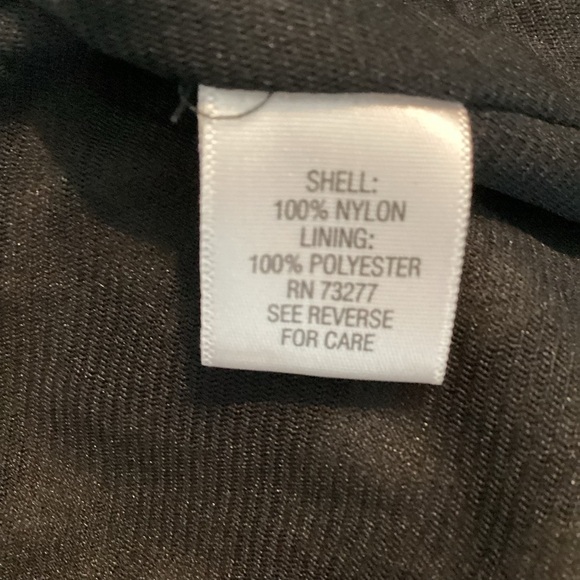 SHELL:
100% NYLON
LINING:
100% POLYESTER
RN 73277
SEE REVERSE
FOR CARE